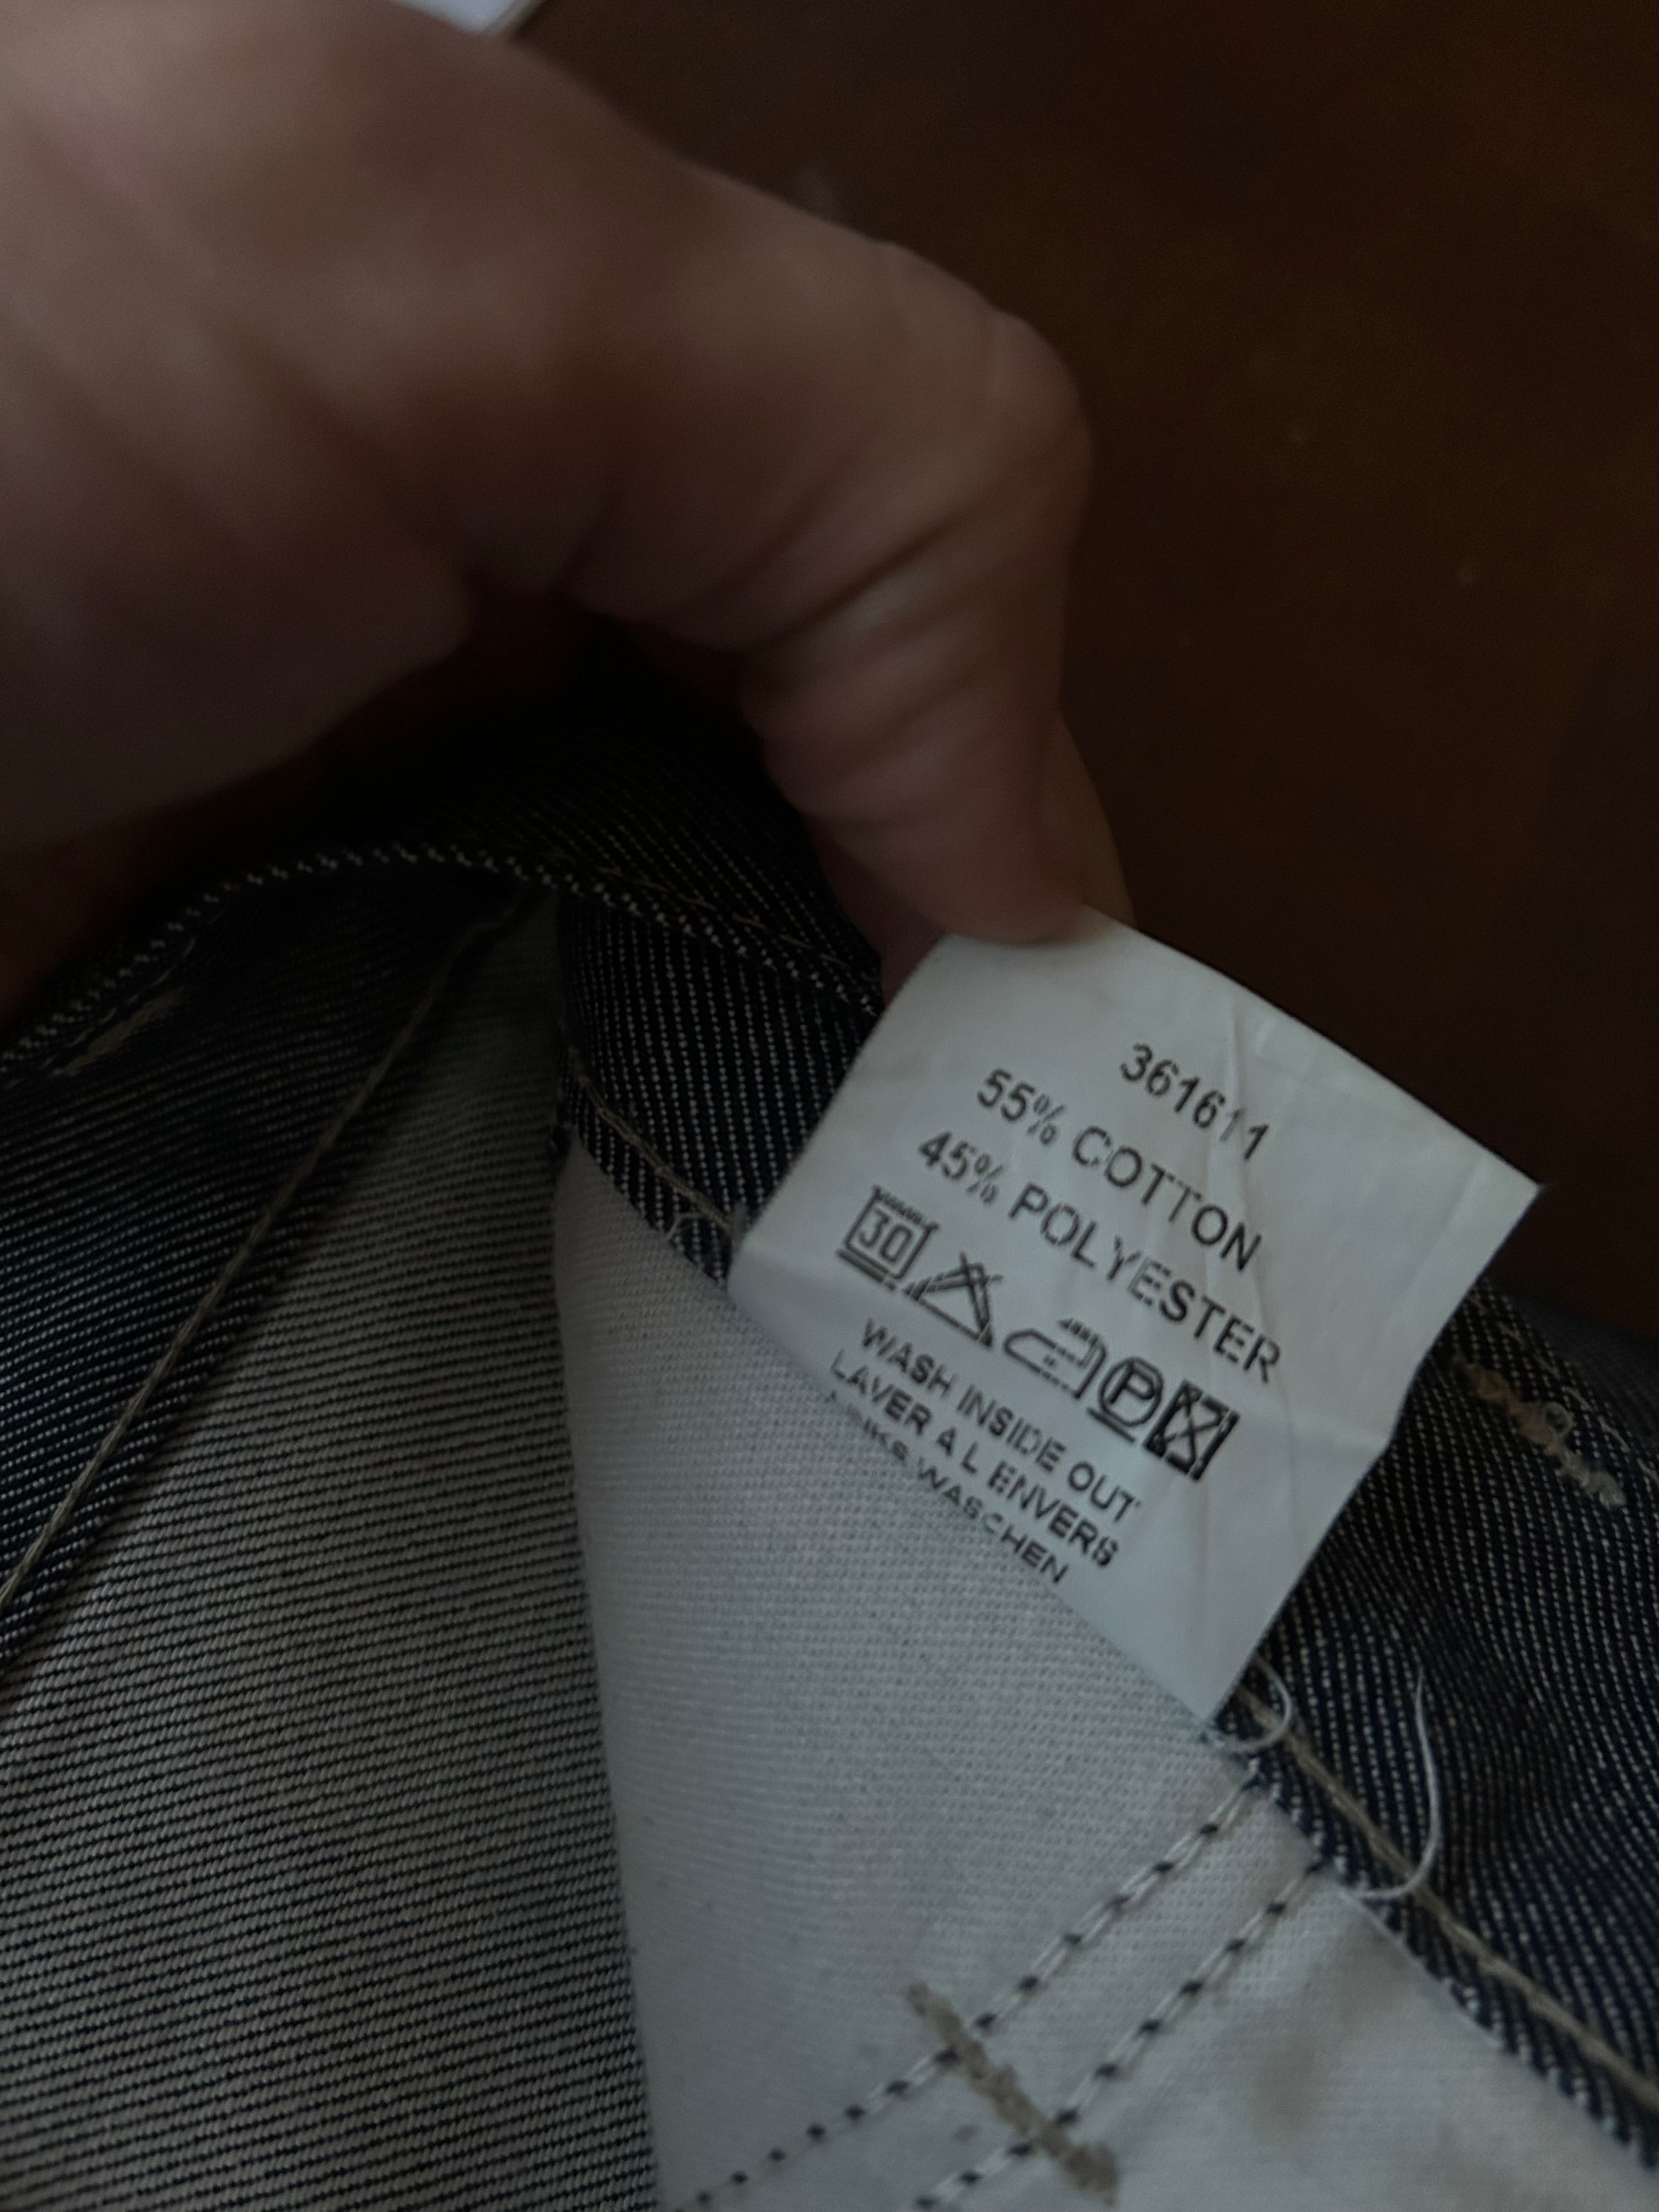 361611
55% COTTON
45% POLYESTER
30 P
WASH INSIDE OUT
LAVER A L ENVERS
WASCHEN